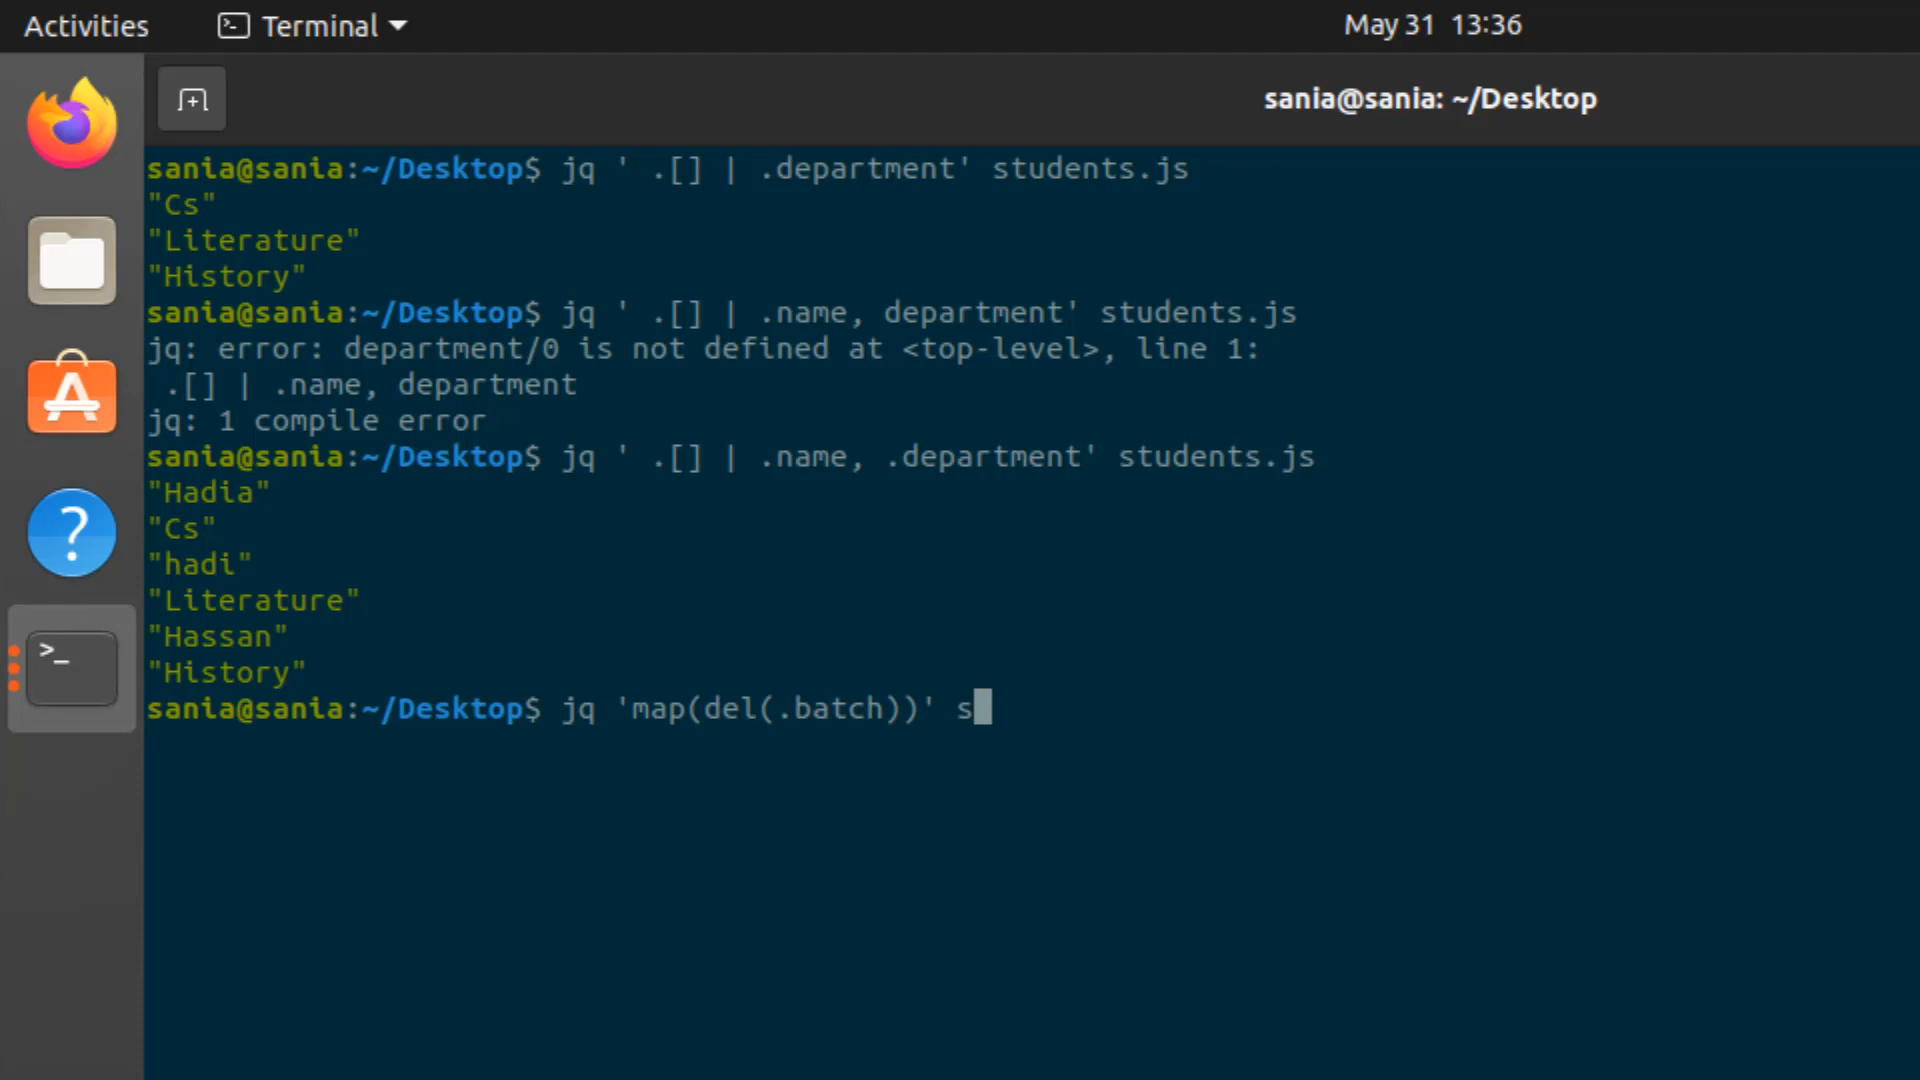 Activities
Terminal
May 31 13:36
sania@sania: ~/Desktop
sania@sania:~/Desktop$ jq ' .[] | .department' students.js
"Cs"
"Literature"
"History"
sania@sania:~/Desktop$ jq ' .[] | .name, department' students.js
jq: error: department/0 is not defined at <top-level>, line 1:
 .[] | .name, department
jq: 1 compile error
sania@sania:~/Desktop$ jq ' .[] | .name, .department' students.js
"Hadia"
"Cs"
"hadi"
"Literature"
"Hassan"
"History"
sania@sania:~/Desktop$ jq 'map(del(.batch))' s